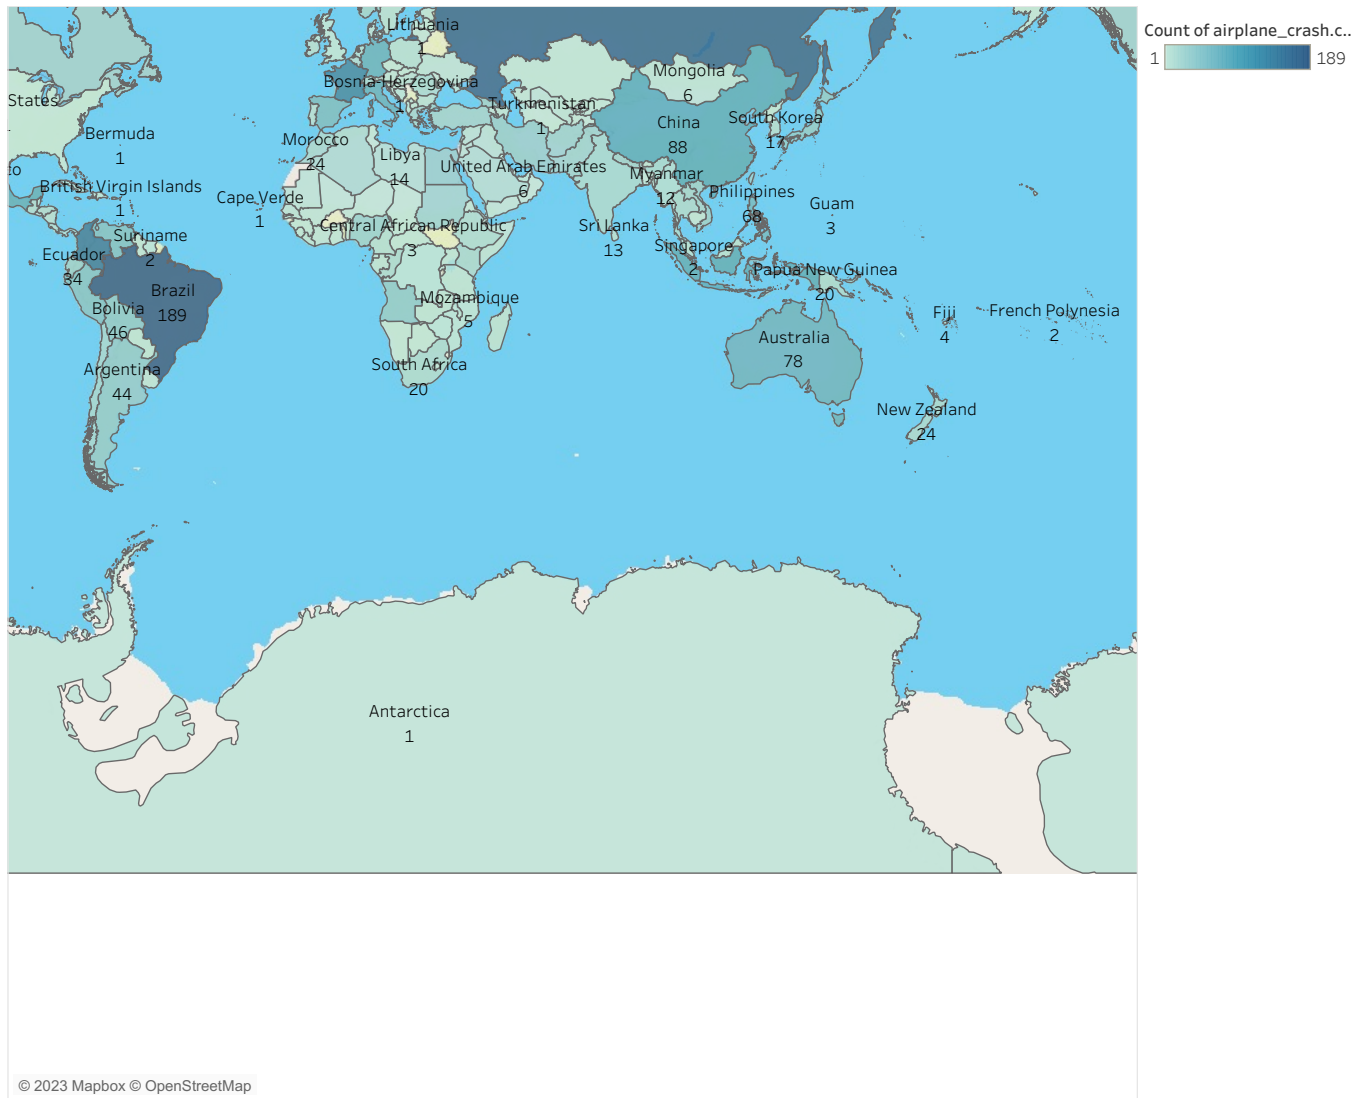 Count of airplane_crash.c..
1
189
Lithuania
1
Bosnia-Herzegovina
1
Mongolia
6
Turkmenistan
1
States
Bermuda
1
China
88
South Korea
17
Morocco
24
Libya
14
United Arab Emirates
6
Myanmar
12
eo
British Virgin Islands
1
Cape Verde
1
Philippines
68
Guam
3
Suriname
2
Central African Republic
3
Sri Lanka
13
Singapore
2
Ecuador
34
Papua New Guinea
20
Brazil
189
Mozambique
5
Bolivia
46
Fiji
4
French Polynesia
2
Australia
78
Argentina
44
South Africa
20
New Zealand
24
Antarctica
1
© 2023 Mapbox © OpenStreetMap